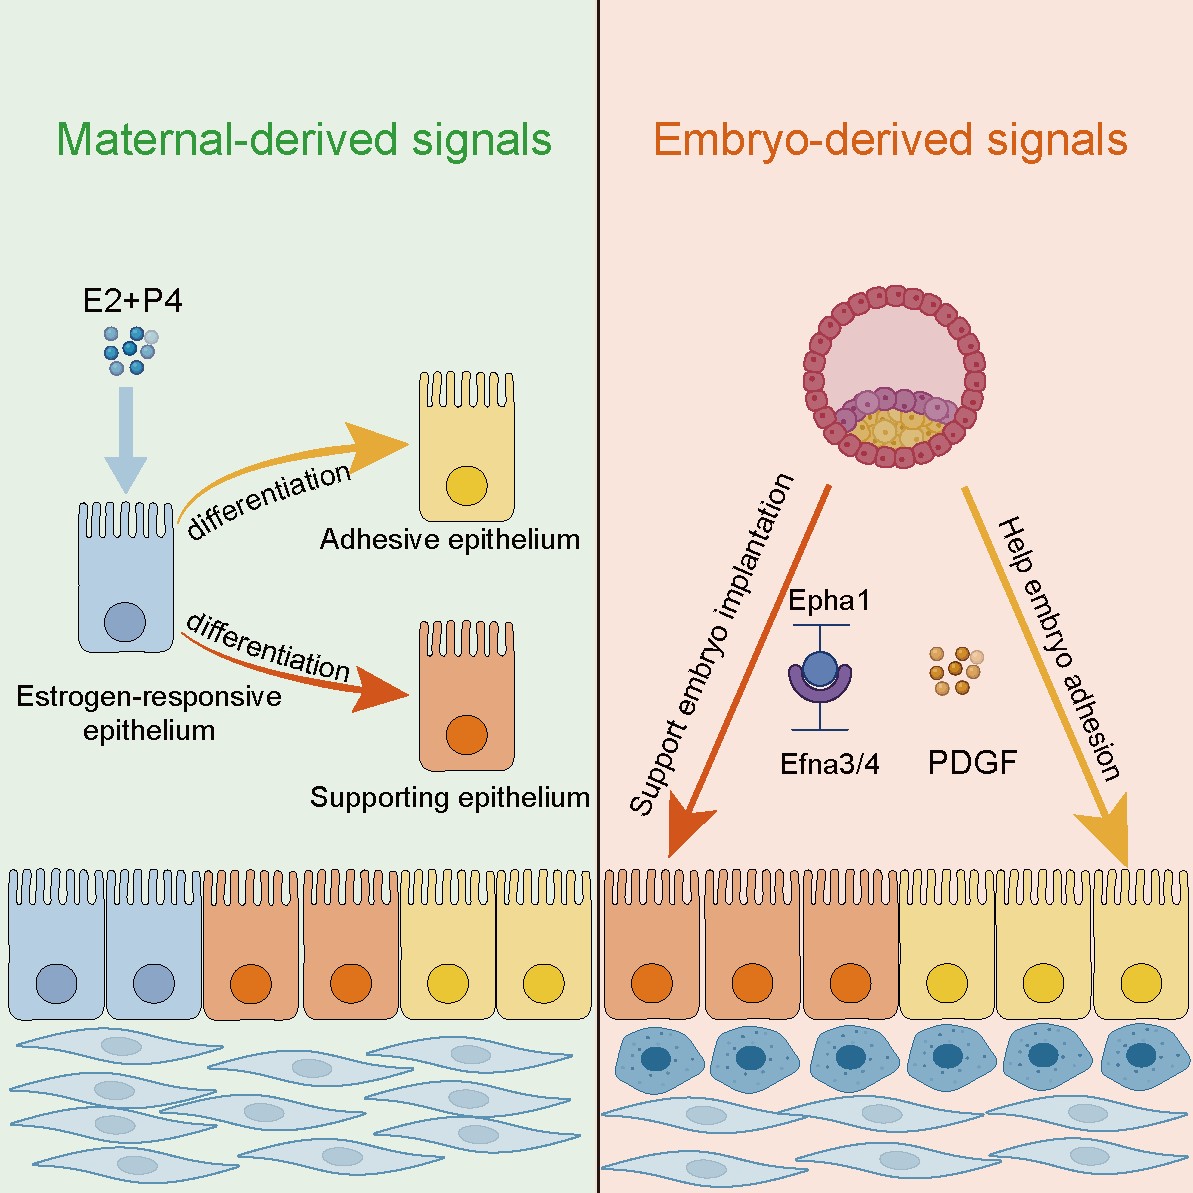 Maternal-derived signals
E2+P4
differentiation
Adhesive epithelium
differentiation
Estrogen-responsive
epithelium
Supporting epithelium
Embryo-derived signals
Support embryo implantation
Epha1
Efna3/4
PDGF
Help embryo adhesion